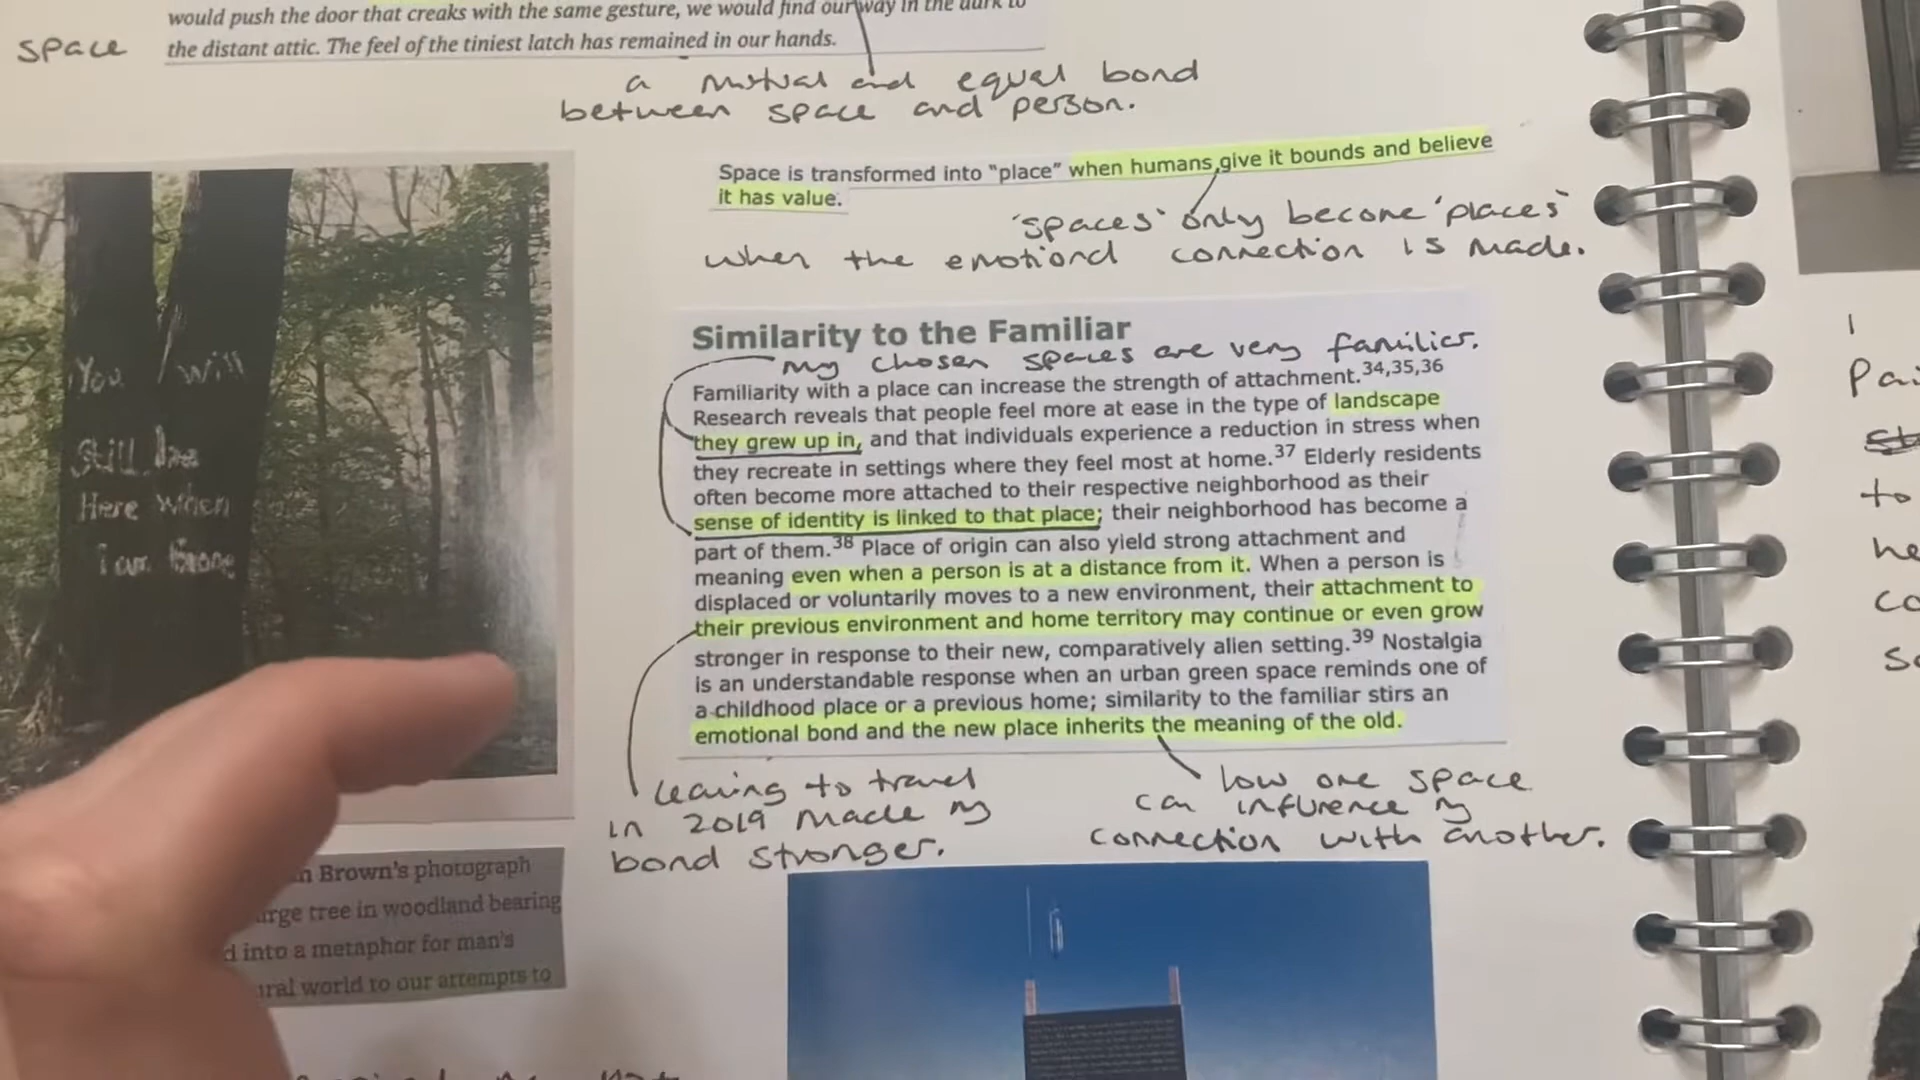 would push the door that creaks with the same gesture, we would find our way in the dark to
the distant attic. The feel of the tiniest latch has remained in our hands.
space
a mutual and equal bond
between space and person.
Space is transformed into “place” when humans give it bounds and believe
it has value.
'spaces' only become 'places'
when the emotional connection is made.
Similarity to the Familiar
my chosen spaces are very familiar.
Familiarity with a place can increase the strength of attachment.34,35,36
Research reveals that people feel more at ease in the type of landscape
they grew up in, and that individuals experience a reduction in stress when
they recreate in settings where they feel most at home.37 Elderly residents
often become more attached to their respective neighborhood as their
sense of identity is linked to that place; their neighborhood has become a
part of them.38 Place of origin can also yield strong attachment and
meaning even when a person is at a distance from it. When a person is
displaced or voluntarily moves to a new environment, their attachment to
their previous environment and home territory may continue or even grow
stronger in response to their new, comparatively alien setting.39 Nostalgia
is an understandable response when an urban green space reminds one of
a childhood place or a previous home; similarity to the familiar stirs an
emotional bond and the new place inherits the meaning of the old.
leaving to travel
in 2019 made my
bond stronger.
how one space
can influence my
connection with another.
You Will
Still
Here When
I am
n Brown's photograph
arge tree in woodland bearing
d into a metaphor for man's
ural world to our attempts to
I
Pai
to
he
co
so